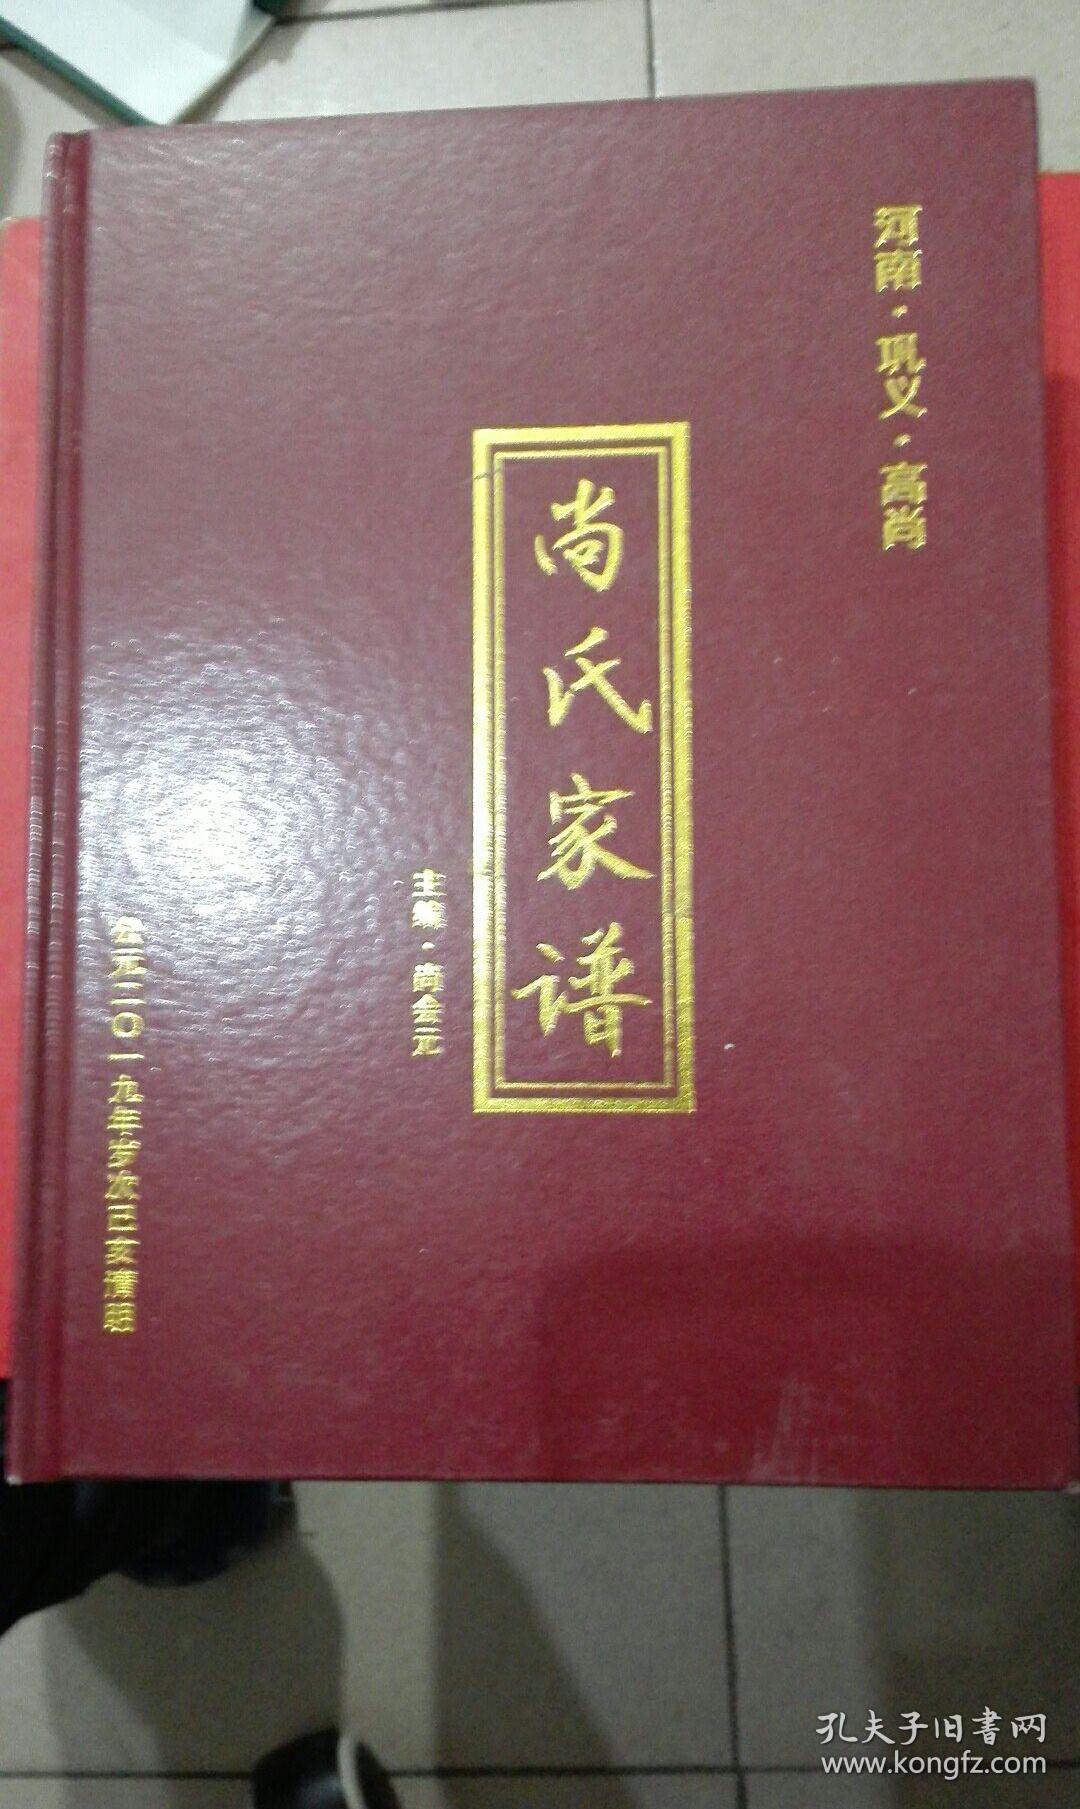 河南·巩义·高尚
尚氏家谱
主编·尚会元
公元二〇一九年岁次己亥清明
孔夫子旧书网
www.kongfz.com